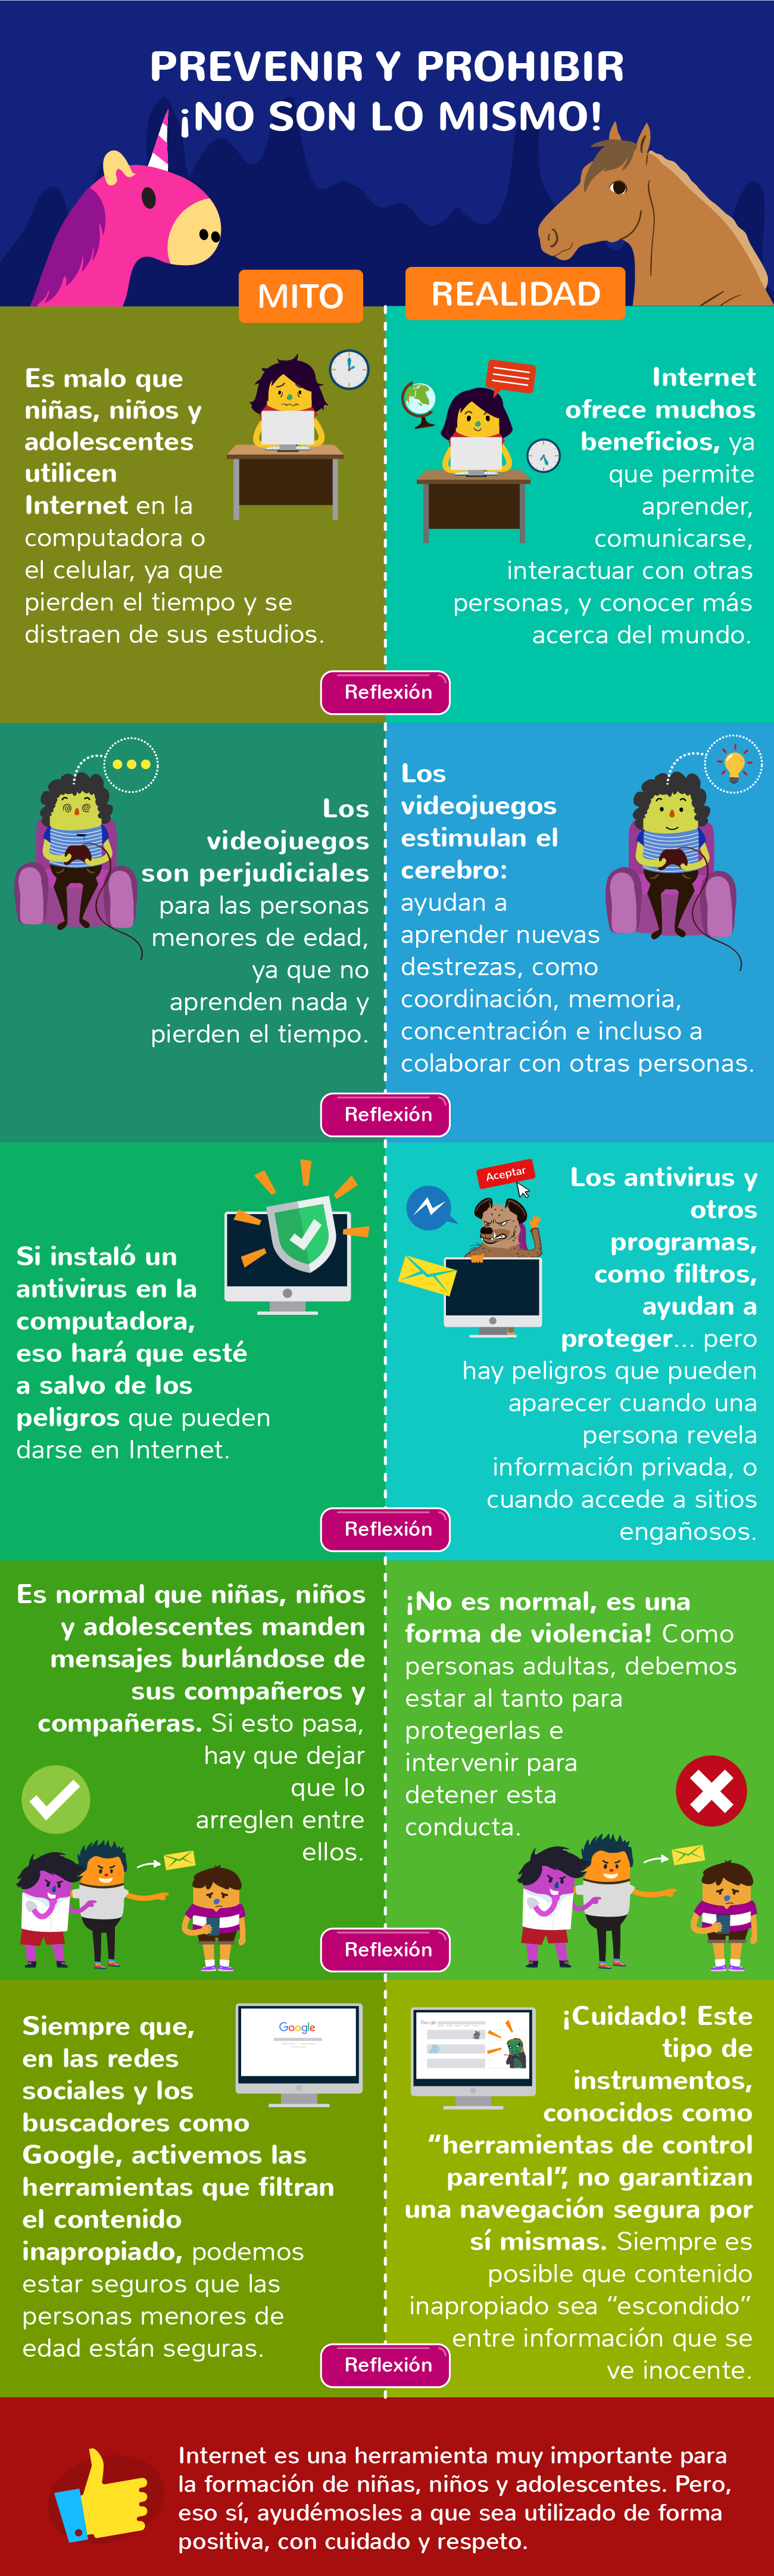 PREVENIR Y PROHIBIR
¡NO SON LO MISMO!
MITO
REALIDAD
Es malo que
niñas, niños y
adolescentes
utilicen
Internet en la
computadora o
el celular, ya que
pierden el tiempo y se
distraen de sus estudios.
Internet
ofrece muchos
beneficios, ya
que permite
aprender,
comunicarse,
interactuar con otras
personas, y conocer más
acerca del mundo.
Reflexión
Los
videojuegos
son perjudiciales
para las personas
menores de edad,
ya que no
aprenden nada y
pierden el tiempo.
Los
videojuegos
estimulan el
cerebro:
ayudan a
aprender nuevas
destrezas, como
coordinación, memoria,
concentración e incluso a
colaborar con otras personas.
Reflexión
Si instaló un
antivirus en la
computadora,
eso hará que esté
a salvo de los
peligros que pueden
darse en Internet.
Aceptar
Los antivirus y
otros
programas,
como filtros,
ayudan a
proteger... pero
hay peligros que pueden
aparecer cuando una
persona revela
información privada, o
cuando accede a sitios
engañosos.
Reflexión
Es normal que niñas, niños
y adolescentes manden
mensajes burlándose de
sus compañeros y
compañeras. Si esto pasa,
hay que dejar
que lo
arreglen entre
ellos.
¡No es normal, es una
forma de violencia! Como
personas adultas, debemos
estar al tanto para
protegerlas e
intervenir para
detener esta
conducta.
Reflexión
Siempre que,
en las redes
sociales y los
buscadores como
Google, activemos las
herramientas que filtran
el contenido
inapropiado, podemos
estar seguros que las
personas menores de
edad están seguras.
Google
¡Cuidado! Este
tipo de
instrumentos,
conocidos como
“herramientas de control
parental”, no garantizan
una navegación segura por
sí mismas. Siempre es
posible que contenido
inapropiado sea “escondido”
entre información que se
ve inocente.
Reflexión
Internet es una herramienta muy importante para
la formación de niñas, niños y adolescentes. Pero,
eso sí, ayudémosles a que sea utilizado de forma
positiva, con cuidado y respeto.